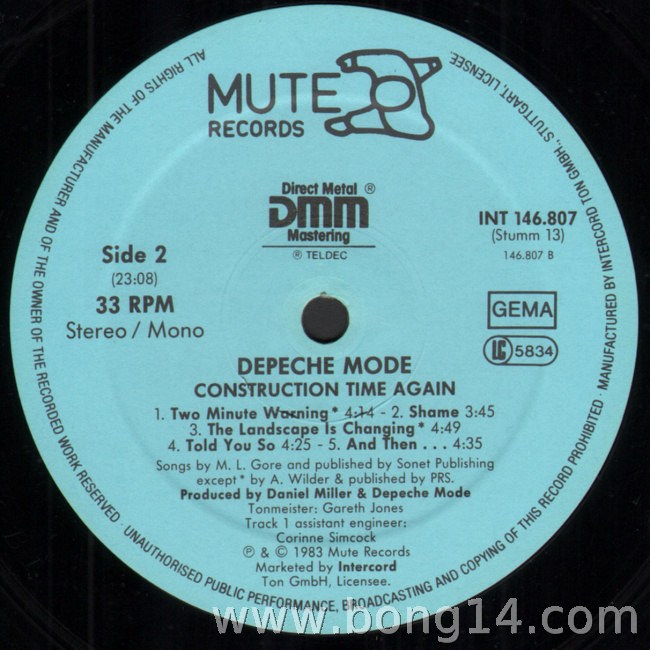 MUTE
RECORDS
Direct Metal ®
DMM
Mastering
® TELDEC
INT 146.807
(Stumm 13)
146.807 B
Side 2
(23:08)
33 RPM
Stereo / Mono
GEMA
LC 5834
DEPECHE MODE
CONSTRUCTION TIME AGAIN
1. Two Minute Warning* 4:14 - 2. Shame 3:45
3. The Landscape Is Changing* 4:49
4. Told You So 4:25 - 5. And Then . . . 4:35
Songs by M. L. Gore and published by Sonet Publishing
except* by A. Wilder & published by PRS.
Produced by Daniel Miller & Depeche Mode
Tonmeister: Gareth Jones
Track 1 assistant engineer:
Corinne Simcock
℗ & © 1983 Mute Records
Marketed by Intercord
Ton GmbH, Licensee.
ALL RIGHTS OF THE MANUFACTURER AND OF THE OWNER OF THE RECORDED WORK RESERVED · UNAUTHORISED PUBLIC PERFORMANCE, BROADCASTING AND COPYING OF THIS RECORD PROHIBITED · MANUFACTURED BY INTERCORD TON GMBH., STUTTGART, LICENSEE.
www.bong14.com